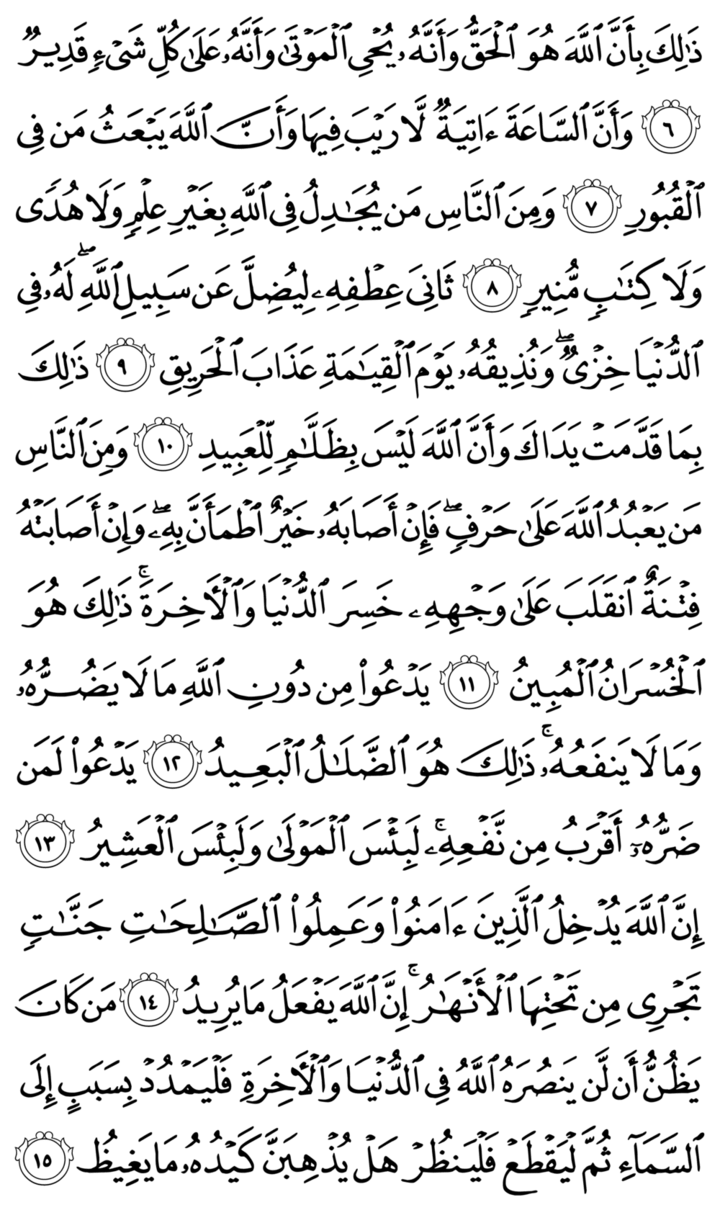 ذَٰلِكَ بِأَنَّ ٱللَّهَ هُوَ ٱلْحَقُّ وَأَنَّهُۥ يُحْىِ ٱلْمَوْتَىٰ وَأَنَّهُۥ عَلَىٰ كُلِّ شَىْءٍ قَدِيرٌ
٦ وَأَنَّ ٱلسَّاعَةَ ءَاتِيَةٌ لَّا رَيْبَ فِيهَا وَأَنَّ ٱللَّهَ يَبْعَثُ مَن فِى
ٱلْقُبُورِ ٧ وَمِنَ ٱلنَّاسِ مَن يُجَٰدِلُ فِى ٱللَّهِ بِغَيْرِ عِلْمٍ وَلَا هُدًى
وَلَا كِتَٰبٍ مُّنِيرٍ ٨ ثَانِىَ عِطْفِهِۦ لِيُضِلَّ عَن سَبِيلِ ٱللَّهِ ۖ لَهُۥ فِى
ٱلدُّنْيَا خِزْىٌ ۖ وَنُذِيقُهُۥ يَوْمَ ٱلْقِيَٰمَةِ عَذَابَ ٱلْحَرِيقِ ٩ ذَٰلِكَ
بِمَا قَدَّمَتْ يَدَاكَ وَأَنَّ ٱللَّهَ لَيْسَ بِظَلَّٰمٍ لِّلْعَبِيدِ ١٠ وَمِنَ ٱلنَّاسِ
مَن يَعْبُدُ ٱللَّهَ عَلَىٰ حَرْفٍ ۖ فَإِنْ أَصَابَهُۥ خَيْرٌ ٱطْمَأَنَّ بِهِۦ ۖ وَإِنْ أَصَابَتْهُ
فِتْنَةٌ ٱنقَلَبَ عَلَىٰ وَجْهِهِۦ خَسِرَ ٱلدُّنْيَا وَٱلْأَخِرَةَ ۚ ذَٰلِكَ هُوَ
ٱلْخُسْرَانُ ٱلْمُبِينُ ١١ يَدْعُوا۟ مِن دُونِ ٱللَّهِ مَا لَا يَضُرُّهُۥ
وَمَا لَا يَنفَعُهُۥ ۚ ذَٰلِكَ هُوَ ٱلضَّلَٰلُ ٱلْبَعِيدُ ١٢ يَدْعُوا۟ لَمَن
ضَرُّهُۥٓ أَقْرَبُ مِن نَّفْعِهِۦ ۚ لَبِئْسَ ٱلْمَوْلَىٰ وَلَبِئْسَ ٱلْعَشِيرُ ١٣
إِنَّ ٱللَّهَ يُدْخِلُ ٱلَّذِينَ ءَامَنُوا۟ وَعَمِلُوا۟ ٱلصَّٰلِحَٰتِ جَنَّٰتٍ
تَجْرِى مِن تَحْتِهَا ٱلْأَنْهَٰرُ ۚ إِنَّ ٱللَّهَ يَفْعَلُ مَا يُرِيدُ ١٤ مَن كَانَ
يَظُنُّ أَن لَّن يَنصُرَهُ ٱللَّهُ فِى ٱلدُّنْيَا وَٱلْأَخِرَةِ فَلْيَمْدُدْ بِسَبَبٍ إِلَى
ٱلسَّمَآءِ ثُمَّ لْيَقْطَعْ فَلْيَنظُرْ هَلْ يُذْهِبَنَّ كَيْدُهُۥ مَا يَغِيظُ ١٥